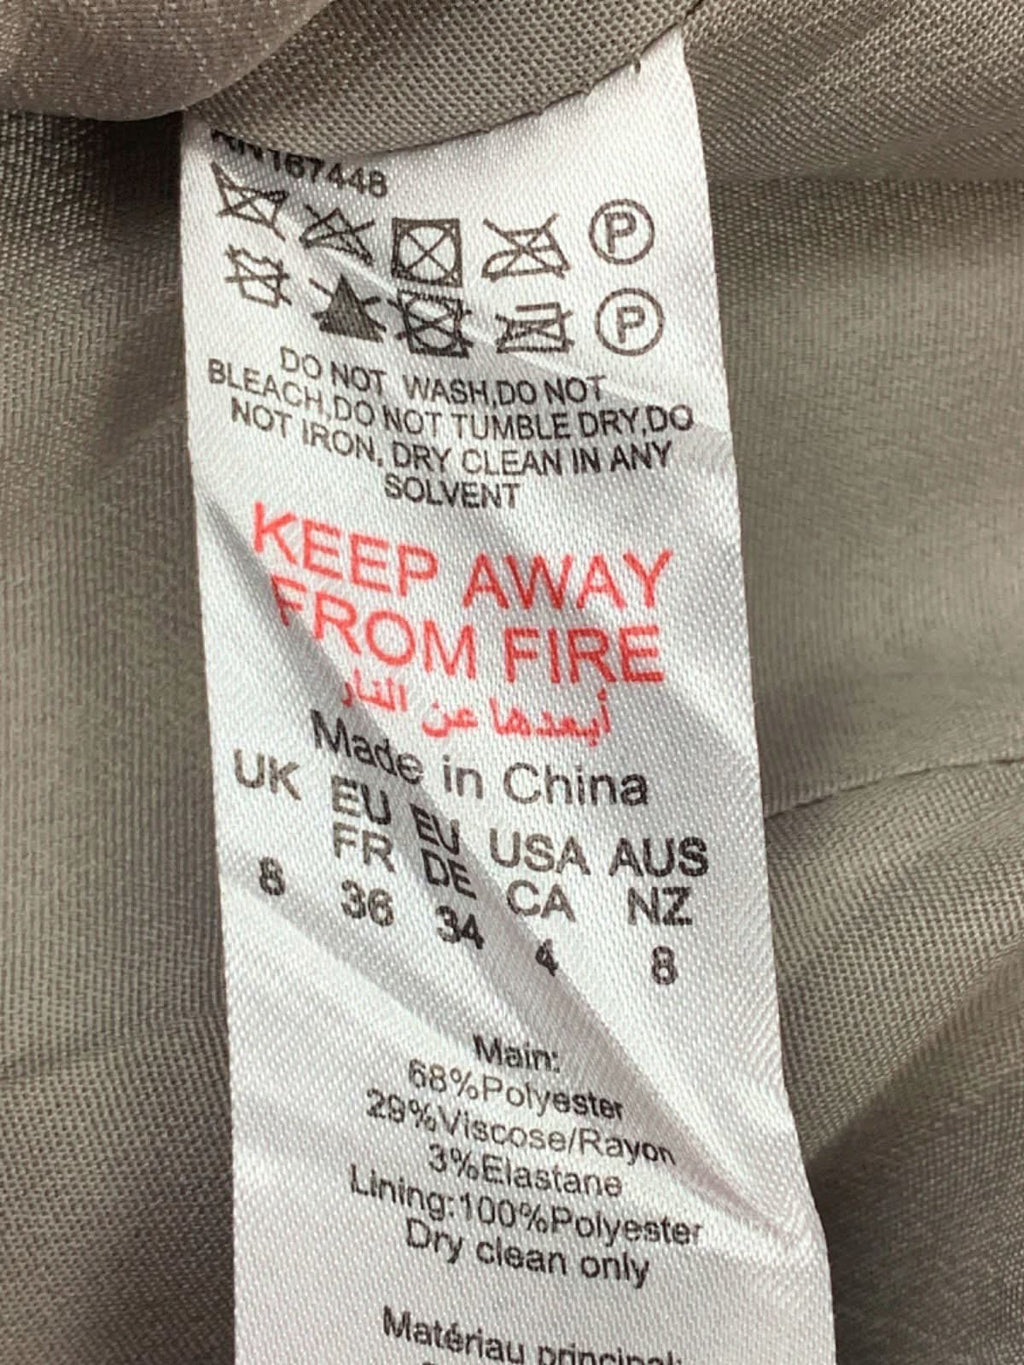 RN167448
P
P
DO NOT WASH,DO NOT
BLEACH,DO NOT TUMBLE DRY,DO
NOT IRON, DRY CLEAN IN ANY
SOLVENT
KEEP AWAY
FROM FIRE
أبعدها عن النار
Made in China
UK EU EU USA AUS
FR DE CA NZ
8 36 34 4 8
Main:
68%Polyester
29%Viscose/Rayon
3%Elastane
Lining:100%Polyester
Dry clean only
Matériau principal: